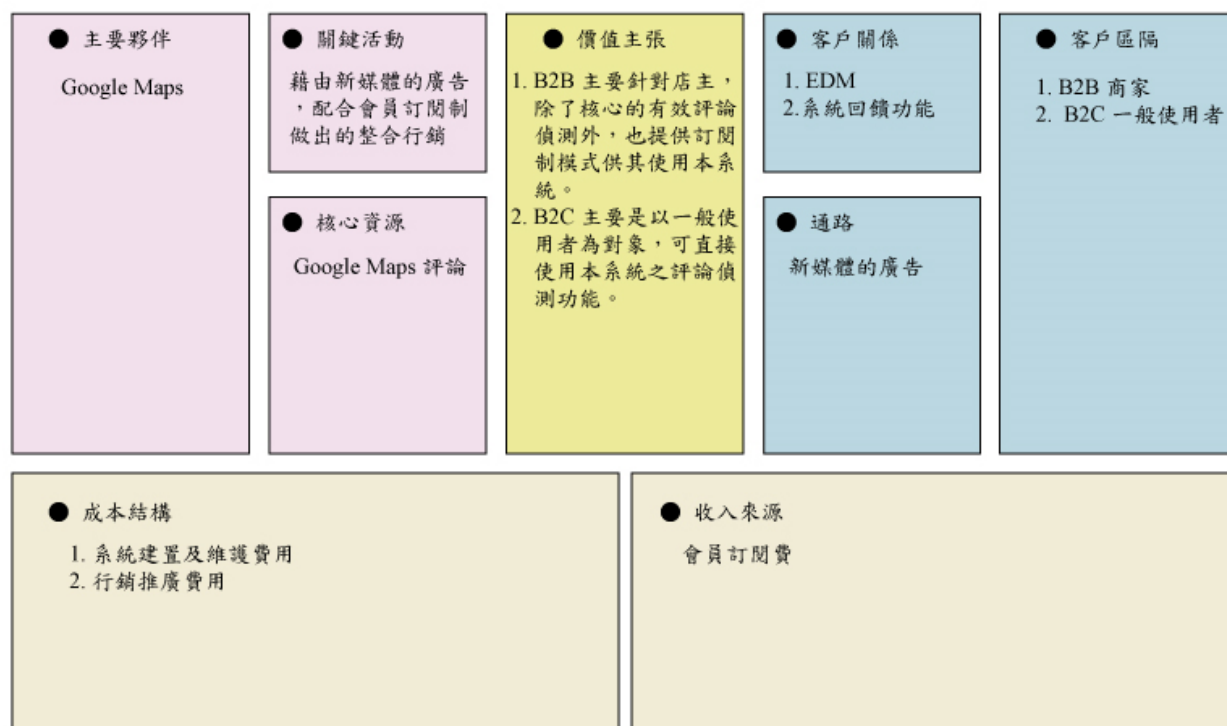 ● 主要夥伴
Google Maps
● 關鍵活動
藉由新媒體的廣告
，配合會員訂閱制
做出的整合行銷
● 核心資源
Google Maps 評論
● 價值主張
1. B2B 主要針對店主，
除了核心的有效評論
偵測外，也提供訂閱
制模式供其使用本系
統。
2. B2C 主要是以一般使
用者為對象，可直接
使用本系統之評論偵
測功能。
● 客戶關係
1. EDM
2.系統回饋功能
● 通路
新媒體的廣告
● 客戶區隔
1. B2B 商家
2. B2C 一般使用者
● 成本結構
1. 系統建置及維護費用
2. 行銷推廣費用
● 收入來源
會員訂閱費